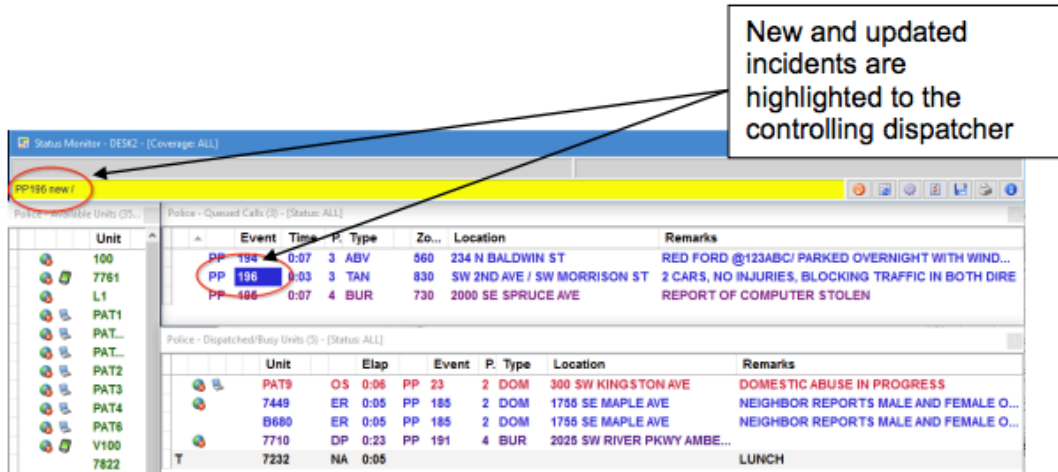 New and updated
incidents are
highlighted to the
controlling dispatcher
Status Monitor - DESK2 - [Coverage: ALL]
PP196 new /
Police - Available Units (35...
Police - Queued Calls (3) - [Status: ALL]
Unit
100
7761
L1
PAT1
PAT...
PAT...
PAT2
PAT3
PAT4
PAT6
V100
7822
Event Time P. Type Zo... Location Remarks
PP 194 0:07 3 ABV 560 234 N BALDWIN ST RED FORD @123ABC/ PARKED OVERNIGHT WITH WIND...
PP 196 0:03 3 TAN 830 SW 2ND AVE / SW MORRISON ST 2 CARS, NO INJURIES, BLOCKING TRAFFIC IN BOTH DIRE
PP 0:07 4 BUR 730 2000 SE SPRUCE AVE REPORT OF COMPUTER STOLEN
Police - Dispatched/Busy Units (5) - [Status: ALL]
Unit Elap Event P. Type Location Remarks
PAT9 OS 0:06 PP 23 2 DOM 300 SW KINGSTON AVE DOMESTIC ABUSE IN PROGRESS
7449 ER 0:05 PP 185 2 DOM 1755 SE MAPLE AVE NEIGHBOR REPORTS MALE AND FEMALE O...
B680 ER 0:05 PP 185 2 DOM 1755 SE MAPLE AVE NEIGHBOR REPORTS MALE AND FEMALE O...
7710 DP 0:23 PP 191 4 BUR 2025 SW RIVER PKWY AMBE...
T 7232 NA 0:05 LUNCH